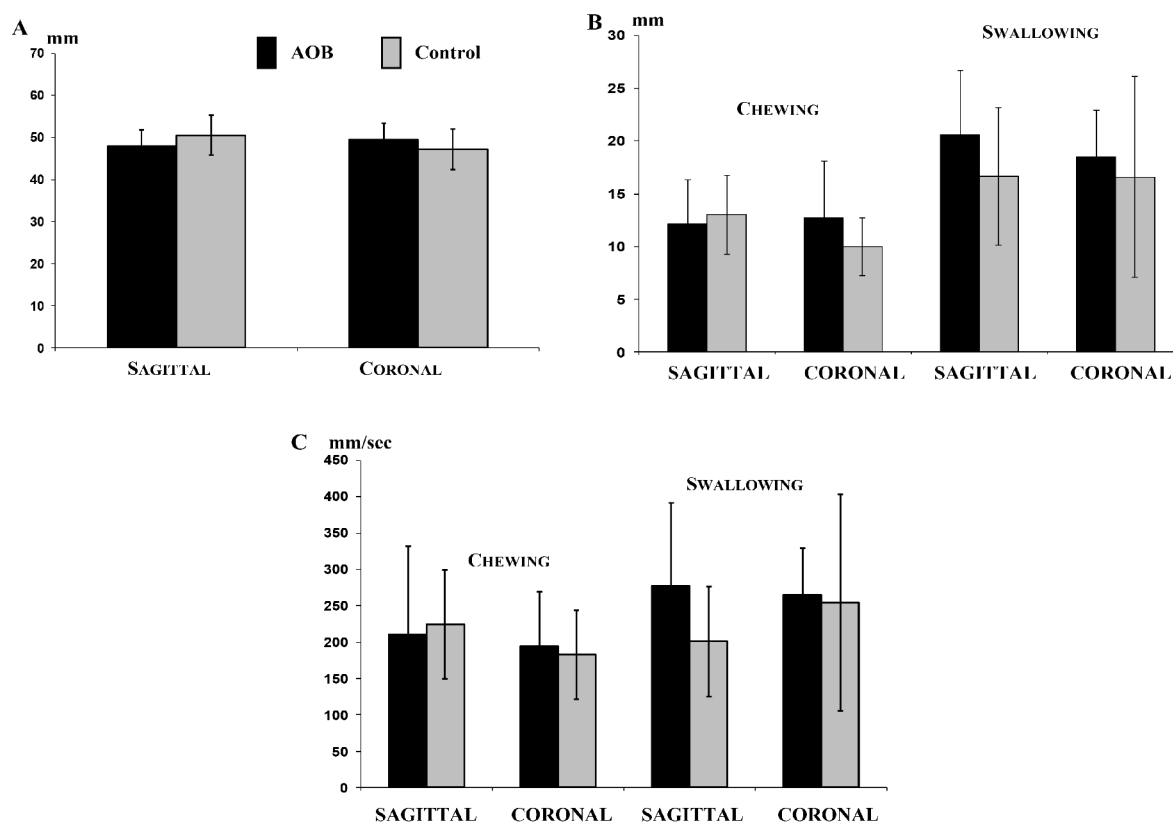 A
mm
AOB Control
70
60
50
40
30
20
10
0
SAGITTAL CORONAL
B
mm
SWALLOWING
CHEWING
30
25
20
15
10
5
0
SAGITTAL CORONAL SAGITTAL CORONAL
C mm/sec
SWALLOWING
CHEWING
450
400
350
300
250
200
150
100
50
0
SAGITTAL CORONAL SAGITTAL CORONAL